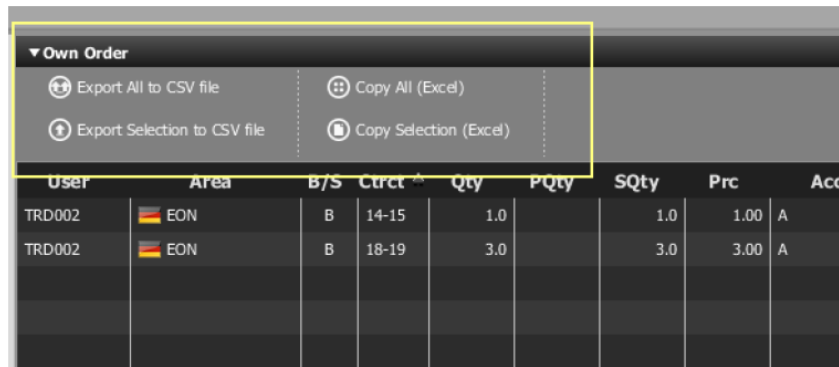 ▼Own Order
Export All to CSV file Copy All (Excel)
Export Selection to CSV file Copy Selection (Excel)
User Area B/S Ctrct Qty PQty SQty Prc Acc
TRD002 EON B 14-15 1.0 1.0 1.00 A
TRD002 EON B 18-19 3.0 3.0 3.00 A